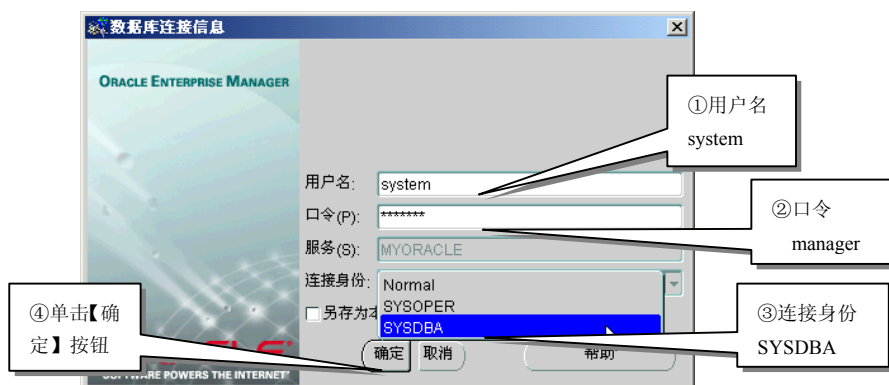 数据库连接信息
ORACLE ENTERPRISE MANAGER
①用户名
system
用户名: system
②口令
manager
口令(P): *******
服务(S): MYORACLE
连接身份: Normal
SYSOPER
SYSDBA
③连接身份
SYSDBA
④单击【确
定】按钮
另存为
确定 取消 帮助
SOFTWARE POWERS THE INTERNET